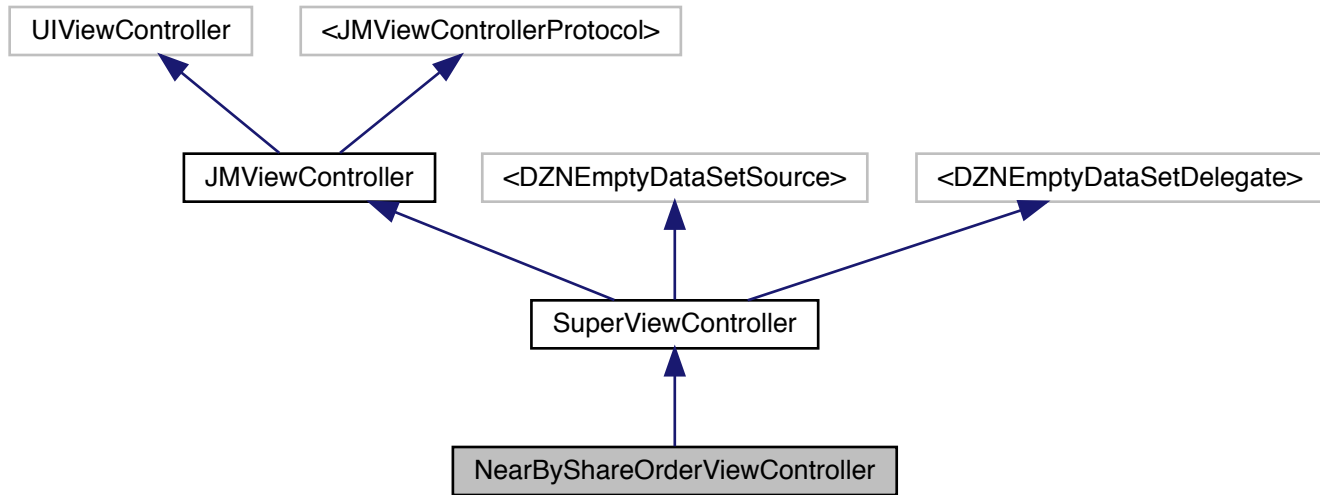 UIViewController
<JMViewControllerProtocol>
JMViewController
<DZNEmptyDataSetSource>
<DZNEmptyDataSetDelegate>
SuperViewController
NearByShareOrderViewController